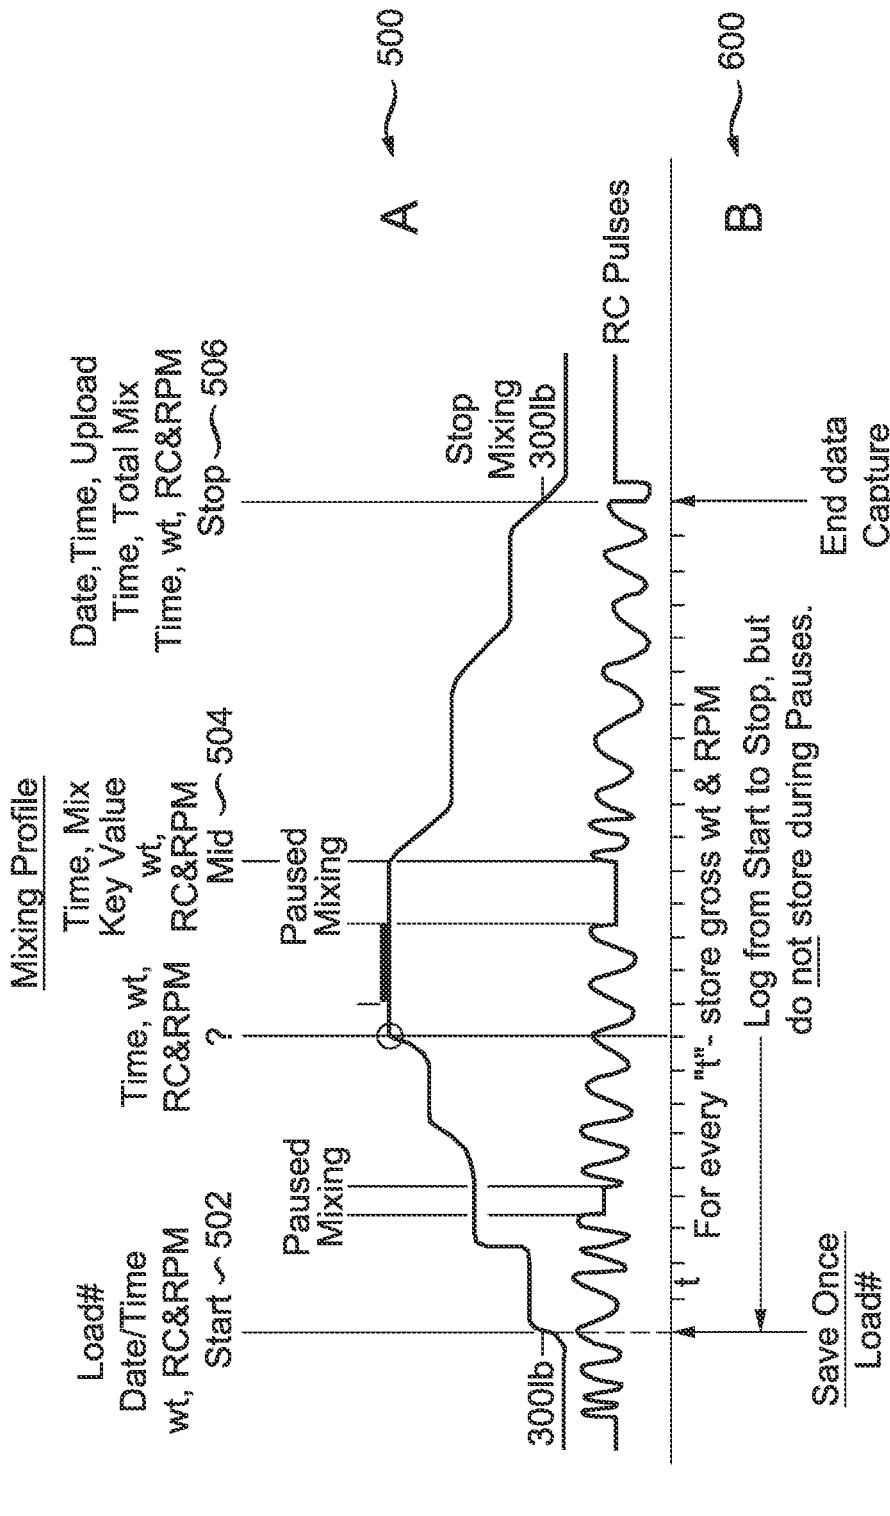 Mixing Profile
Load#
Date/Time
wt, RC&RPM
Start 502
Time, wt,
RC&RPM
?
Time, Mix
Key Value
wt,
RC&RPM
Mid 504
Date,Time, Upload
Time, Total Mix
Time, wt, RC&RPM
Stop 506
500
Paused
Mixing
Paused
Mixing
A
Stop
Mixing
300lb
300lb
RC Pulses
t
For every "t"- store gross wt & RPM
B
600
Log from Start to Stop, but
do not store during Pauses.
Save Once
Load#
End data
Capture